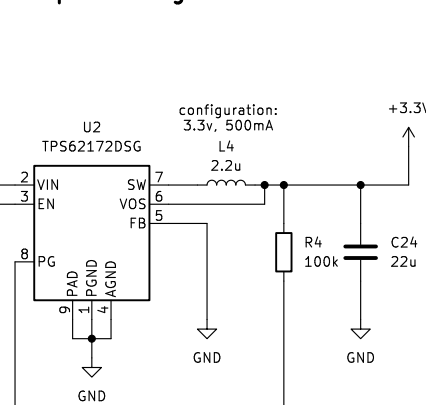 configuration:
3.3v, 500mA
+3.3V
U2
TPS62172DSG
L4
2.2u
2
VIN
SW
7
3
EN
VOS
6
FB
5
8
PG
R4
100k
C24
22u
PAD
PGND
AGND
9
1
4
GND
GND
GND